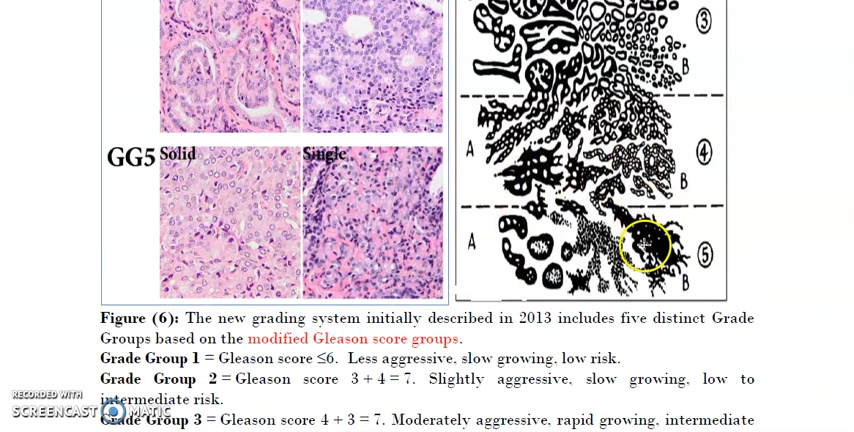 ③
B
GG5 Solid Single
A
④
B
A
⑤
B
Figure (6): The new grading system initially described in 2013 includes five distinct Grade
Groups based on the modified Gleason score groups.
Grade Group 1 = Gleason score ≤6. Less aggressive, slow growing, low risk.
Grade Group 2 = Gleason score 3 + 4 = 7. Slightly aggressive, slow growing, low to
intermediate risk.
Grade Group 3 = Gleason score 4 + 3 = 7. Moderately aggressive, rapid growing, intermediate
RECORDED WITH
SCREENCAST MATIC